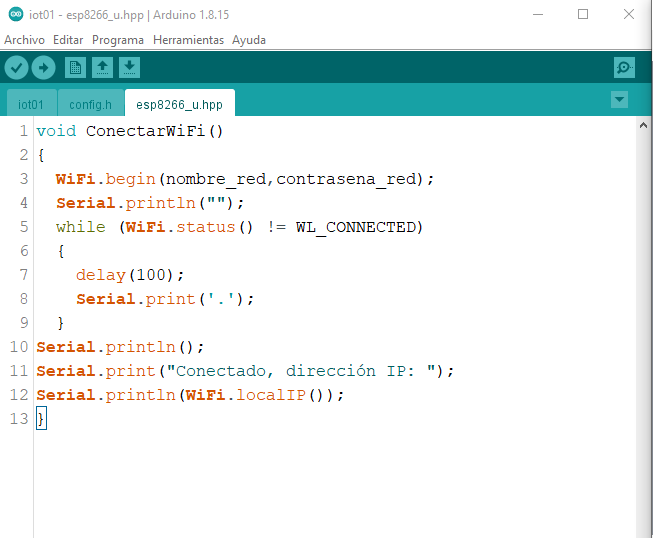 iot01 - esp8266_u.hpp | Arduino 1.8.15
Archivo Editar Programa Herramientas Ayuda
iot01 config.h esp8266_u.hpp
1 void ConectarWiFi()
2 {
3 WiFi.begin(nombre_red,contrasena_red);
4 Serial.println("");
5 while (WiFi.status() != WL_CONNECTED)
6 {
7 delay(100);
8 Serial.print('.');
9 }
10 Serial.println();
11 Serial.print("Conectado, dirección IP: ");
12 Serial.println(WiFi.localIP());
13 }